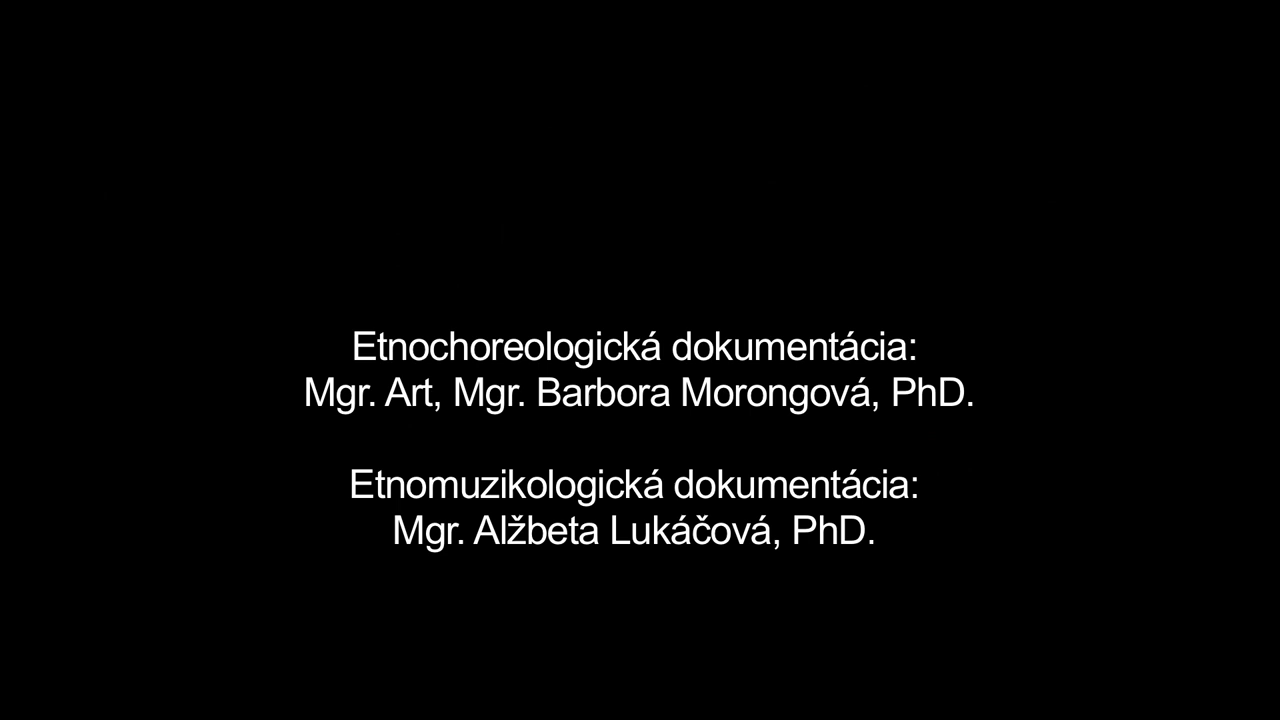 Etnochoreologická dokumentácia:
Mgr. Art, Mgr. Barbora Morongová, PhD.
Etnomuzikologická dokumentácia:
Mgr. Alžbeta Lukáčová, PhD.